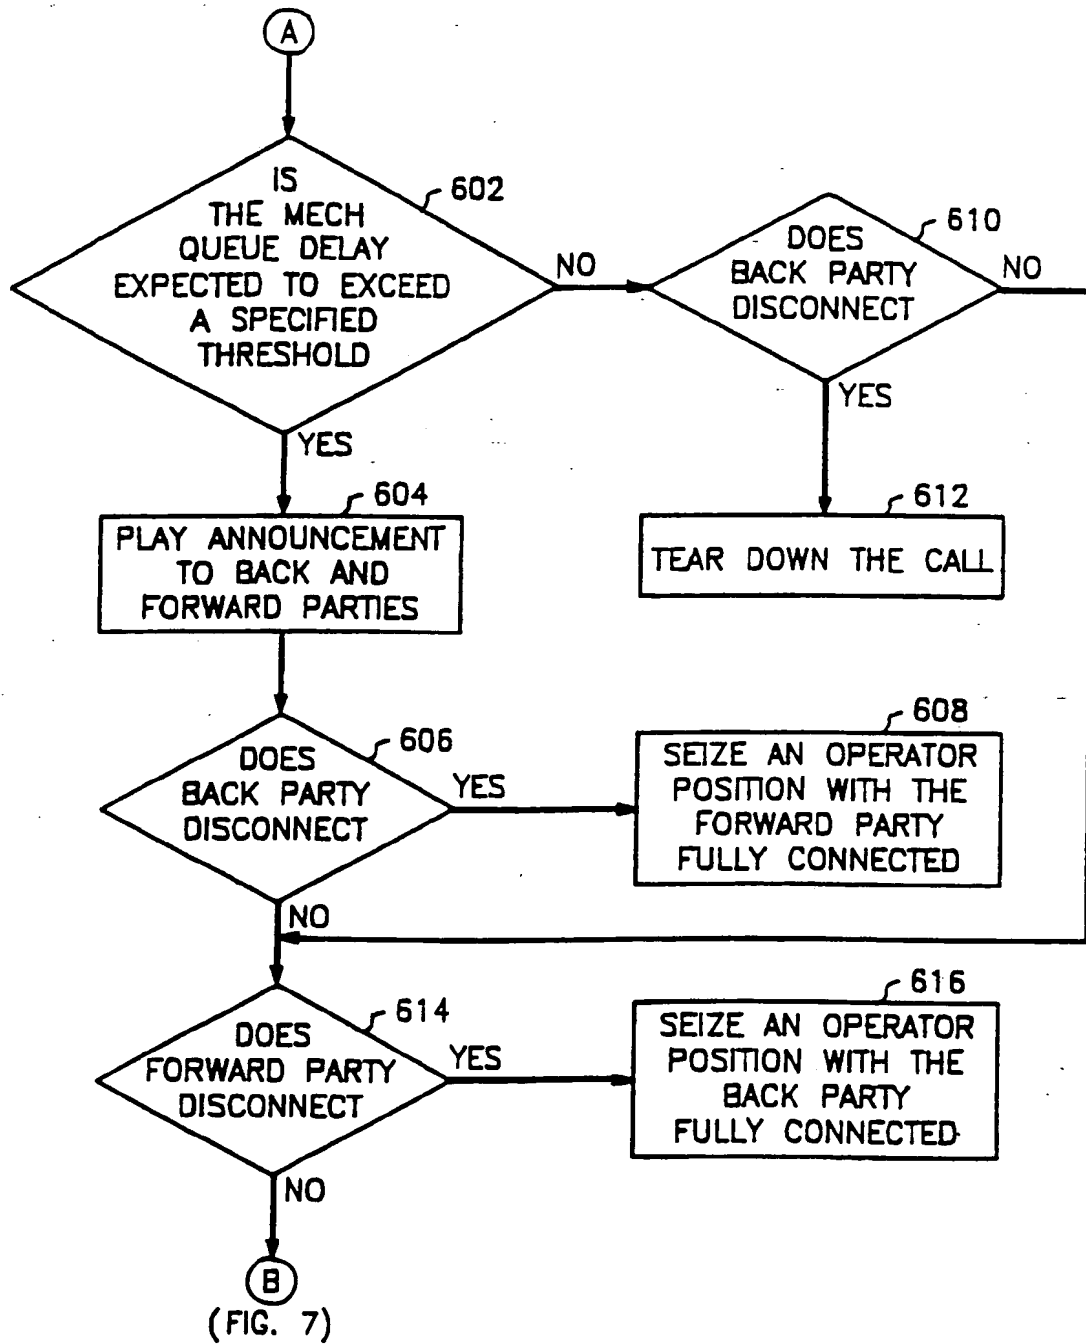 A
IS
THE MECH
QUEUE DELAY
EXPECTED TO EXCEED
A SPECIFIED
THRESHOLD
602
NO
YES
DOES
BACK PARTY
DISCONNECT
610
NO
YES
604
PLAY ANNOUNCEMENT
TO BACK AND
FORWARD PARTIES
612
TEAR DOWN THE CALL
DOES
BACK PARTY
DISCONNECT
606
YES
NO
608
SEIZE AN OPERATOR
POSITION WITH THE
FORWARD PARTY
FULLY CONNECTED
DOES
FORWARD PARTY
DISCONNECT
614
YES
NO
616
SEIZE AN OPERATOR
POSITION WITH THE
BACK PARTY
FULLY CONNECTED
B
(FIG. 7)